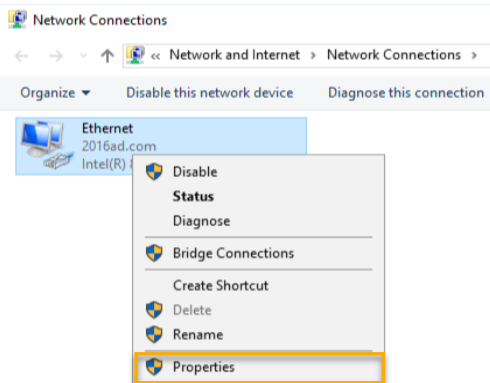 Network Connections
« Network and Internet > Network Connections >
Organize Disable this network device Diagnose this connection
Ethernet
2016ad.com
Intel(R)
Disable
Status
Diagnose
Bridge Connections
Create Shortcut
Delete
Rename
Properties